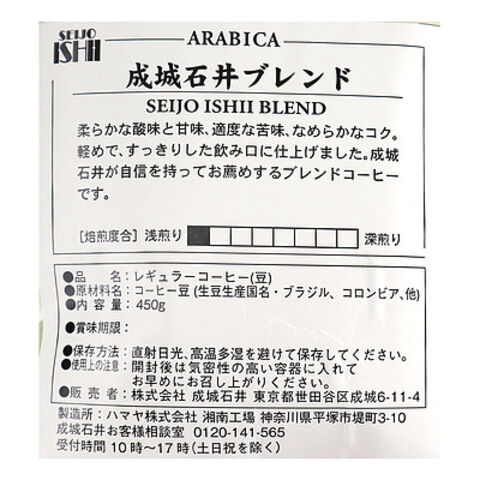 SEIJO
ISHII
ARABICA
成城石井ブレンド
SEIJO ISHII BLEND
柔らかな酸味と甘味、適度な苦味、なめらかなコク。
軽めで、すっきりした飲み口に仕上げました。成城
石井が自信を持ってお薦めするブレンドコーヒー
です。
[焙煎度合] 浅煎り 深煎り
●品 名：レギュラーコーヒー(豆)
●原材料名：コーヒー豆 (生豆生産国名・ブラジル、コロンビア、他)
●内 容 量：450g
●賞味期限：
●保存方法：直射日光、高温多湿を避けて保存してください。
●使用上の注意：開封後は気密性の高い容器に入れて
お早めにお召し上がりください。
●販 売 者：株式会社 成城石井 東京都世田谷区成城6-11-4
製造所：ハマヤ株式会社 湘南工場 神奈川県平塚市堤町3-10
成城石井お客様相談室 0120-141-565
受付時間 10時〜17時（土日祝を除く）